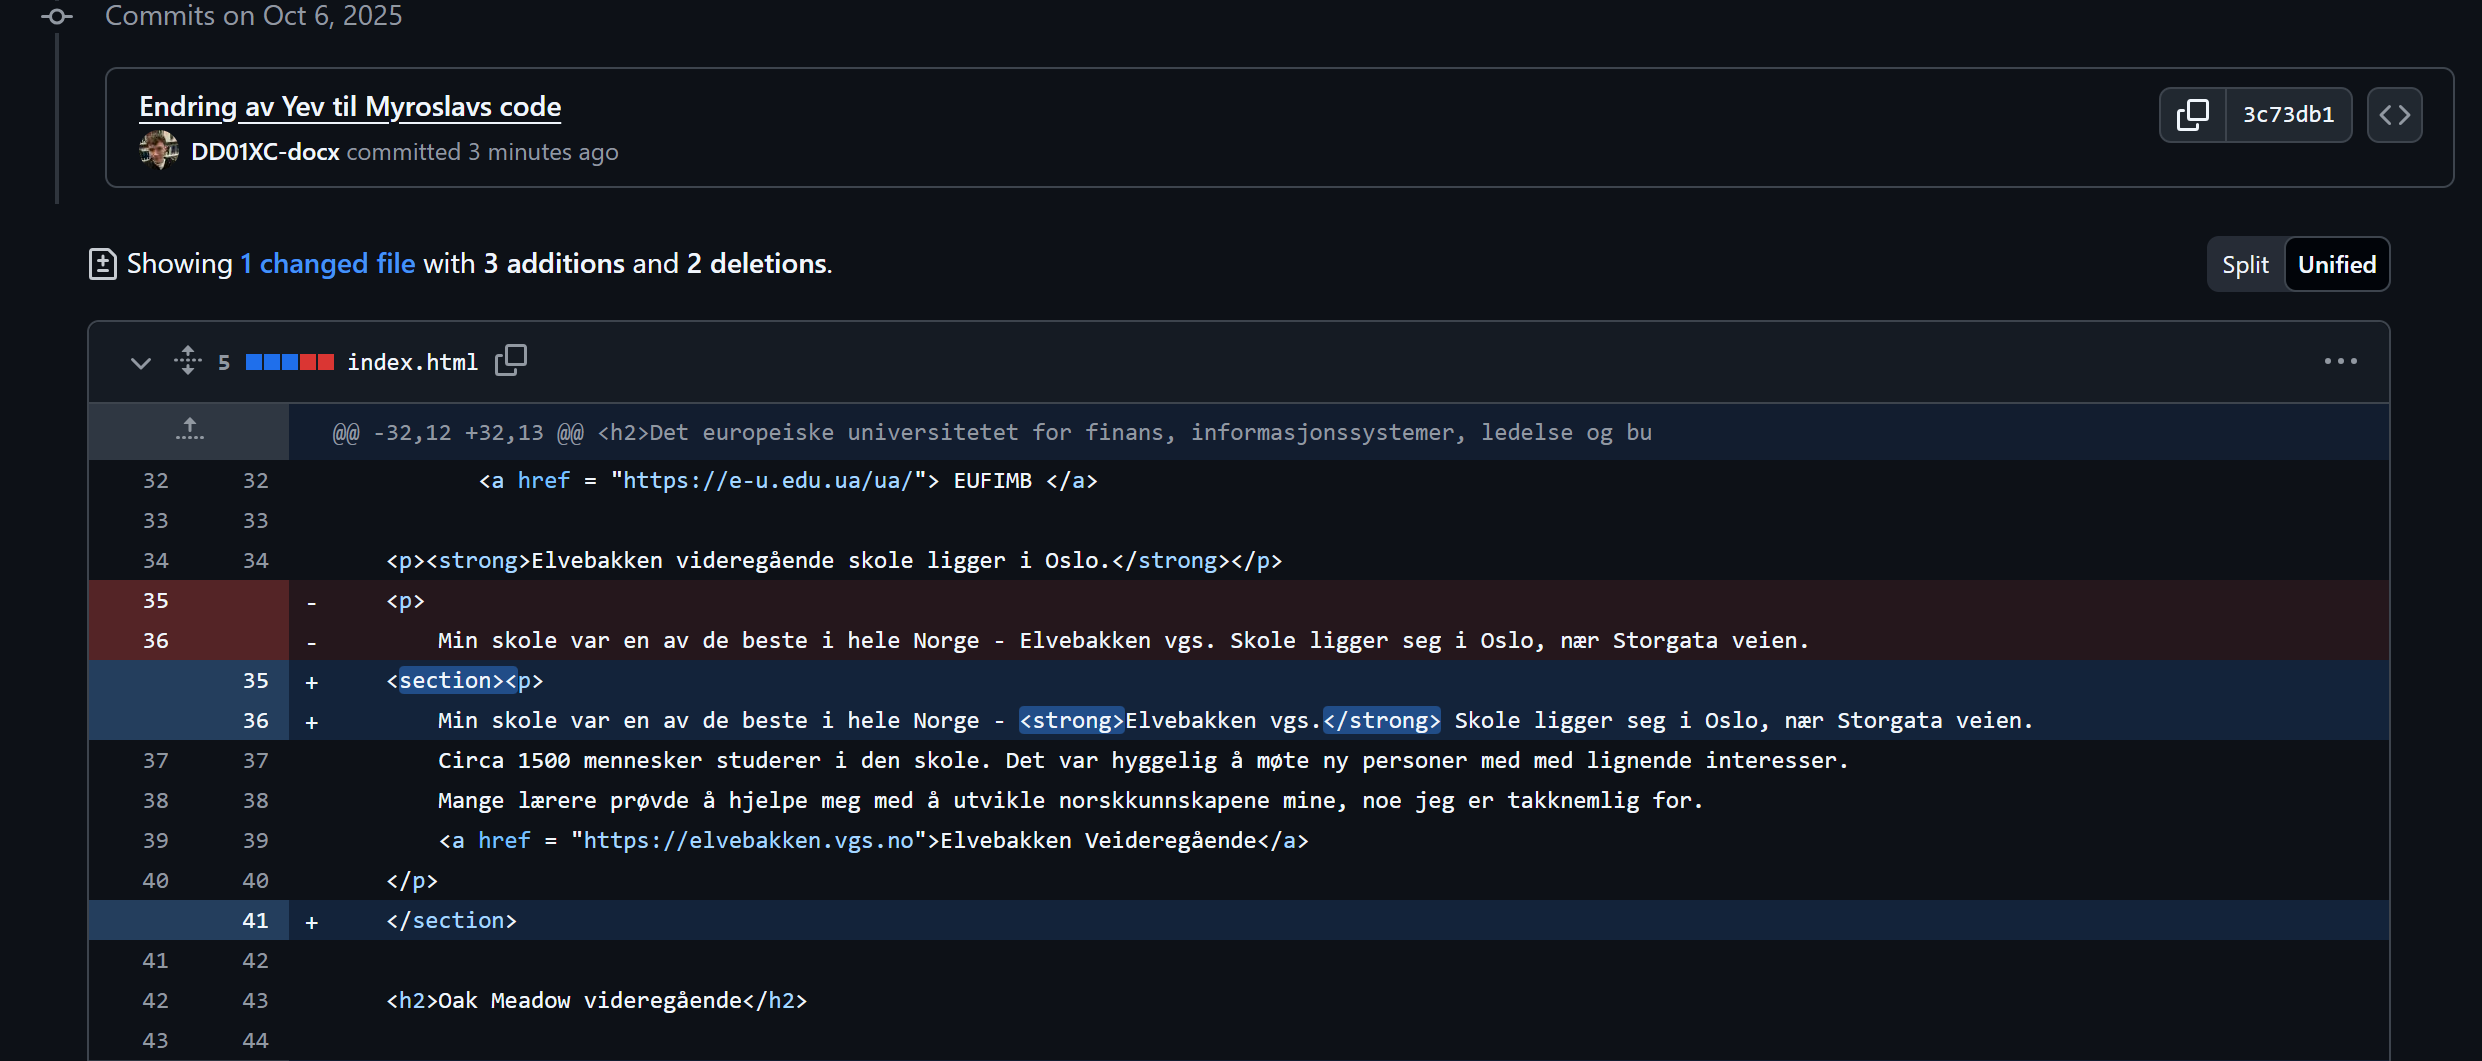 Commits on Oct 6, 2025
Endring av Yev til Myroslavs code
3c73db1
DD01XC-docx committed 3 minutes ago
Showing 1 changed file with 3 additions and 2 deletions.
Split Unified
5 index.html
@@ -32,12 +32,13 @@ <h2>Det europeiske universitetet for finans, informasjonssystemer, ledelse og bu
32 32 <a href = "https://e-u.edu.ua/ua/"> EUFIMB </a>
33 33
34 34 <p><strong>Elvebakken videregående skole ligger i Oslo.</strong></p>
35 - <p>
36 - Min skole var en av de beste i hele Norge - Elvebakken vgs. Skole ligger seg i Oslo, nær Storgata veien.
35 + <section><p>
36 + Min skole var en av de beste i hele Norge - <strong>Elvebakken vgs.</strong> Skole ligger seg i Oslo, nær Storgata veien.
37 37 Circa 1500 mennesker studerer i den skole. Det var hyggelig å møte ny personer med med lignende interesser.
38 38 Mange lærere prøvde å hjelpe meg med å utvikle norskkunnskapene mine, noe jeg er takknemlig for.
39 39 <a href = "https://elvebakken.vgs.no">Elvebakken Veideregående</a>
40 40 </p>
41 + </section>
41 42
42 43 <h2>Oak Meadow videregående</h2>
43 44